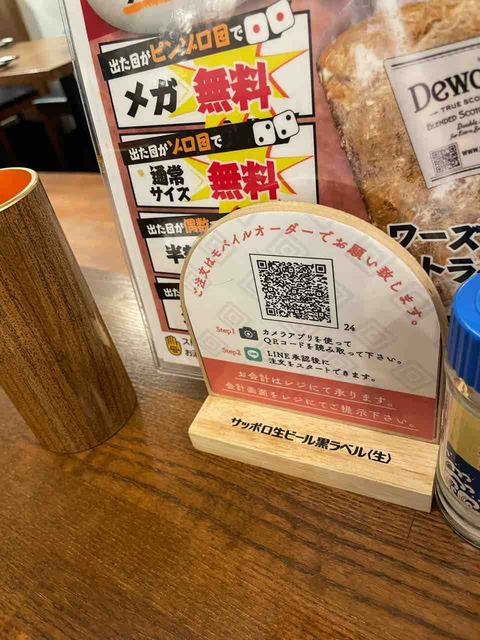 出た目がピンゾロ目で
メガ 無料
出た目がゾロ目で
通常
サイズ 無料
出た目が偶数
Dewa
TRUE SCO
BLENDED SCO
ワーズ
トラ
ご注文はモバイルオーダーでお願い致します。
24
Step1 カメラアプリを使って
QRコードを読み取って下さい。
Step2 LINE承認後に
注文をスタートできます。
お会計はレジにて承ります。
会計画面をレジにてご提示下さい。
サッポロ生ビール黒ラベル〈生〉